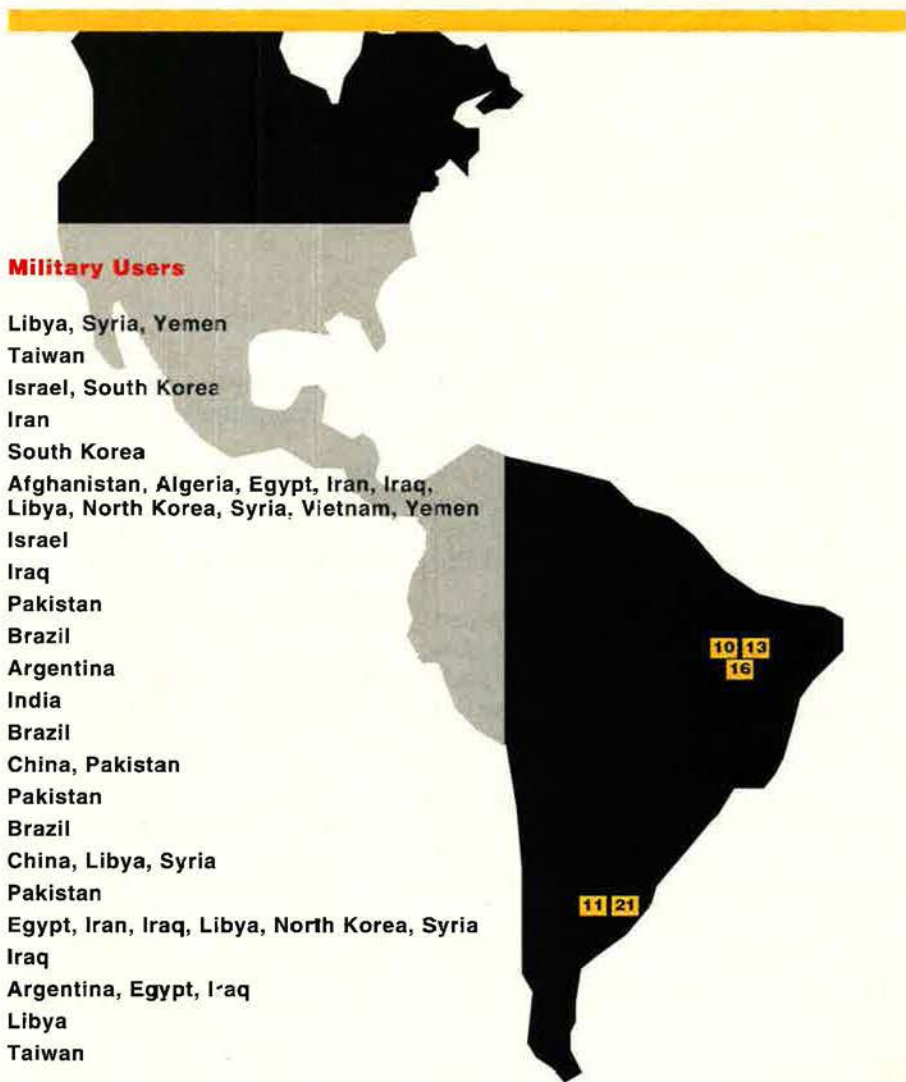 Military Users
Libya, Syria, Yemen
Taiwan
Israel, South Korea
Iran
South Korea
Afghanistan, Algeria, Egypt, Iran, Iraq,
Libya, North Korea, Syria, Vietnam, Yemen
Israel
Iraq
Pakistan
Brazil
Argentina
India
Brazil
China, Pakistan
Pakistan
Brazil
China, Libya, Syria
Pakistan
Egypt, Iran, Iraq, Libya, North Korea, Syria
Iraq
Argentina, Egypt, Iraq
Libya
Taiwan
10 13
16
11 21